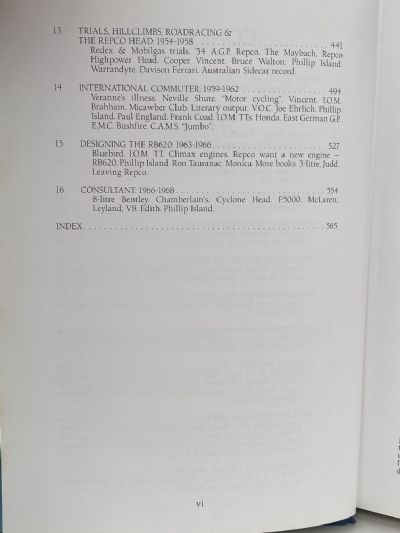 13 TRIALS, HILLCLIMBS, ROADRACING &
THE REPCO HEAD: 1954-1958 . . . . . . . . . . . . . . . . . . . . . . . . . . 441
Redex & Mobilgas trials. '54 A.G.P. Repco. The Maybach. Repco
Highpower Head. Cooper Vincent. Bruce Walton. Phillip Island.
Warrandyte. Davison Ferrari. Australian Sidecar record.
14 INTERNATIONAL COMMUTER: 1959-1962 . . . . . . . . . . . . . . . . 494
Veranne's illness. Neville Shute. "Motor cycling". Vincent. I.O.M.
Brabham. Micawber Club. Literary output. V.O.C. Joe Ehrlich. Phillip
Island. Paul England. Frank Coad. I.O.M. TTs. Honda. East German G.P.
E.M.C. Bushfire. C.A.M.S. "Jumbo".
15 DESIGNING THE RB620: 1963-1966 . . . . . . . . . . . . . . . . . . . . . 527
Bluebird. I.O.M. TT. Climax engines. Repco want a new engine –
RB620. Phillip Island. Ron Tauranac. Monica. More books. 3-litre. Judd.
Leaving Repco.
16 CONSULTANT: 1966-1968 . . . . . . . . . . . . . . . . . . . . . . . . . . . . 554
8-litre Bentley. Chamberlain's. Cyclone Head. F.5000. McLaren,
Leyland, V8. Edith. Phillip Island.
INDEX . . . . . . . . . . . . . . . . . . . . . . . . . . . . . . . . . . . . . . . . . . . . . . . . 565
vi